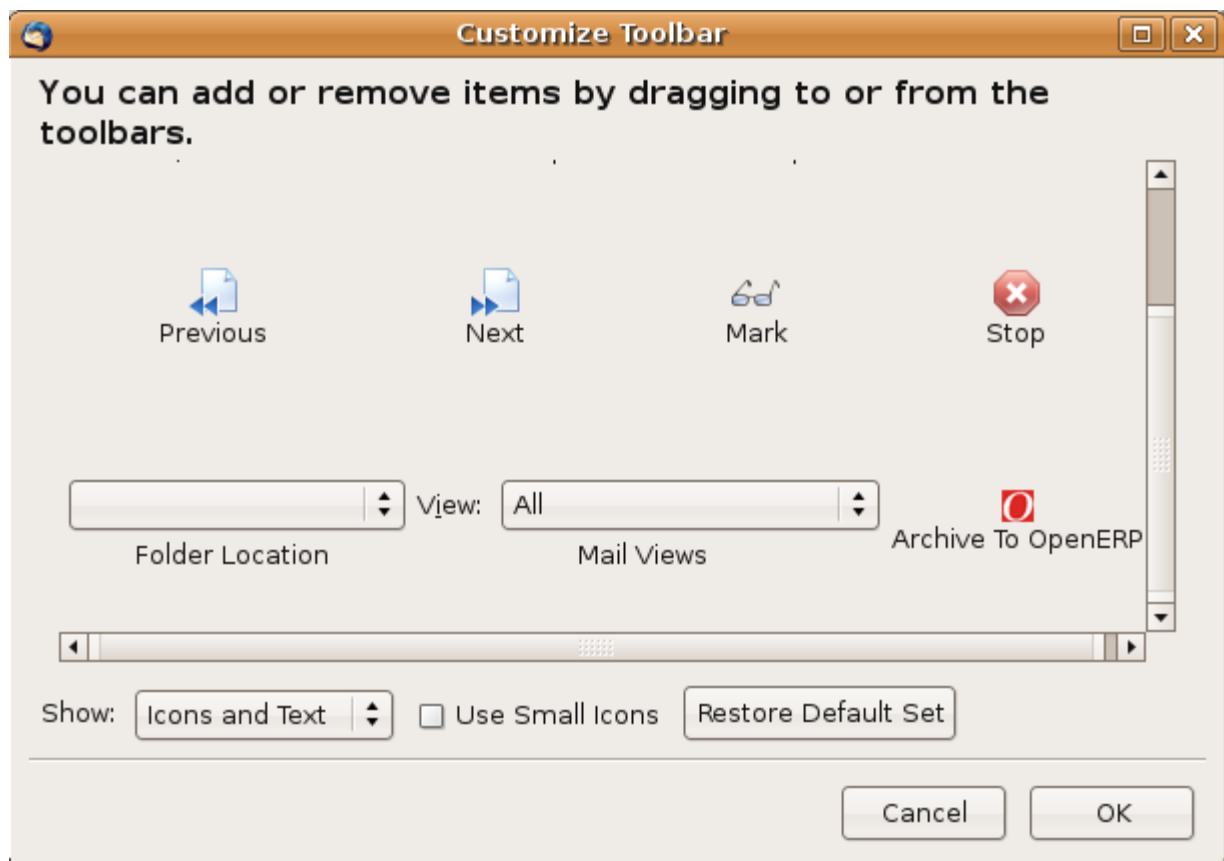 Customize Toolbar
You can add or remove items by dragging to or from the
toolbars.
Previous Next Mark Stop
View: All
Folder Location Mail Views Archive To OpenERP
Show: Icons and Text Use Small Icons Restore Default Set
Cancel OK